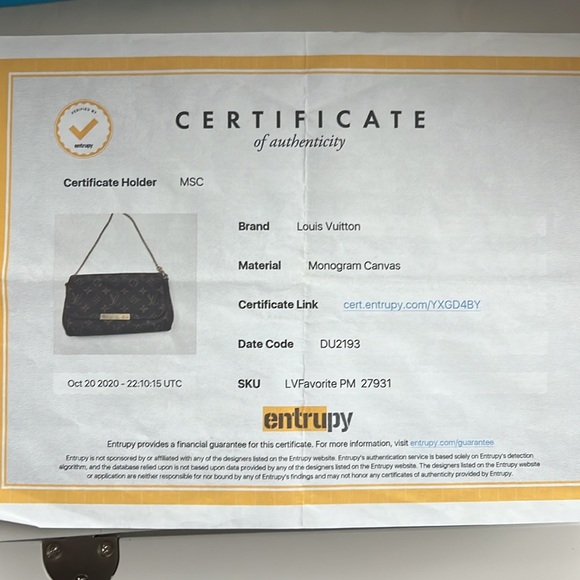 VERIFIED BY
entrupy
CERTIFICATE
of authenticity
Certificate Holder MSC
Brand Louis Vuitton
Material Monogram Canvas
Certificate Link cert.entrupy.com/YXGD4BY
Date Code DU2193
Oct 20 2020 - 22:10:15 UTC
SKU LVFavorite PM 27931
entrupy
Entrupy provides a financial guarantee for this certificate. For more information, visit entrupy.com/guarantee
Entrupy is not sponsored by or affiliated with any of the designers listed on the Entrupy website. Entrupy's authentication service is based solely on Entrupy's detection
algorithm, and the database relied upon is not based upon data provided by any of the designers listed on the Entrupy website. The designers listed on the Entrupy website
or application are neither responsible for nor bound by any of Entrupy's findings and may not honor any certificates of authenticity provided by Entrupy.